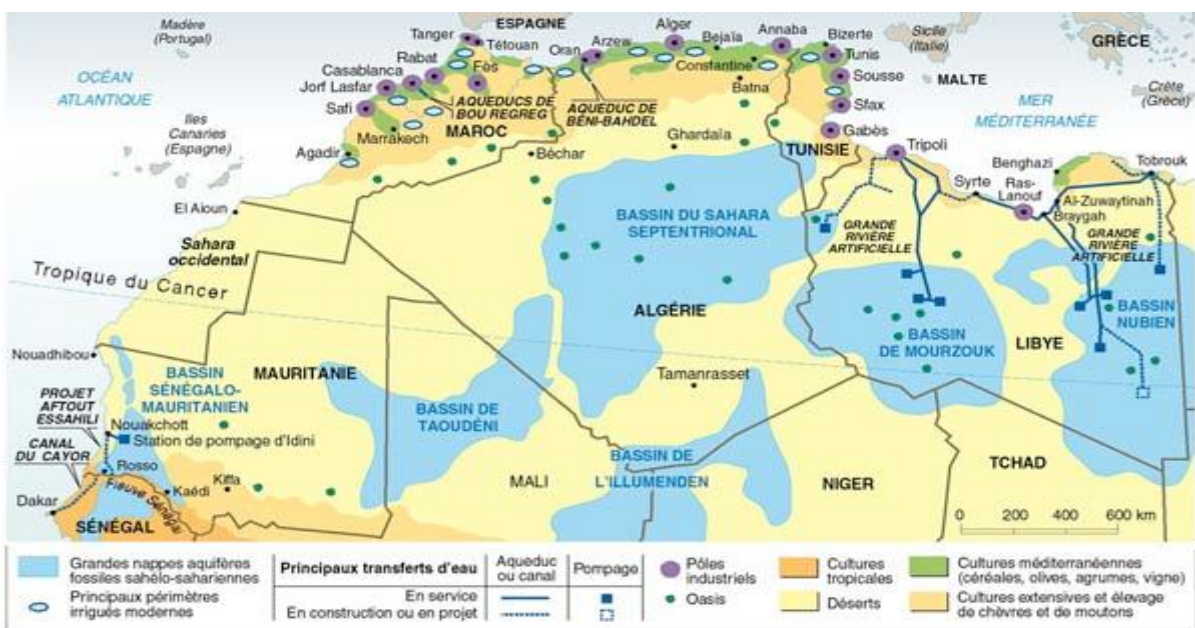 Madère
(Portugal)
ESPAGNE
Tanger
Tétouan
Oran
Arzew
Alger
Bejaïa
Annaba
Bizerte
Sicile
(Italie)
GRÈCE
OCÉAN
ATLANTIQUE
Rabat
Fès
Constantine
Tunis
Casablanca
Jorf Lasfar
Batna
Sousse
MALTE
Crète
(Grèce)
Safi
AQUEDUCS DE
BOU REGREG
AQUEDUC DE
BÉNI-BAHDEL
Sfax
MER
MÉDITERRANÉE
Iles
Canaries
(Espagne)
Marrakech
MAROC
Ghardaïa
Gabès
TUNISIE
Tripoli
Agadir
Béchar
Benghazi
Tobrouk
Syrte
Ras-
Lanouf
Al-Zuwaytinah
Braygah
El Aioun
BASSIN DU SAHARA
SEPTENTRIONAL
GRANDE
RIVIÈRE
ARTIFICIELLE
GRANDE
RIVIÈRE
ARTIFICIELLE
Sahara
occidental
Tropique du Cancer
ALGÉRIE
BASSIN
NUBIEN
BASSIN
DE MOURZOUK
LIBYE
Nouadhibou
BASSIN
SÉNÉGALO-
MAURITANIEN
MAURITANIE
Tamanrasset
PROJET
AFTOUT
ESSAHILI
BASSIN DE
TAOUDÉNI
Nouakchott
Station de pompage d'Idini
CANAL
DU CAYOR
Rosso
BASSIN DE
L'ILLUMENDEN
TCHAD
Kaédi
Kiffa
MALI
NIGER
Dakar
Fleuve Sénégal
SÉNÉGAL
0 200 400 600 km
Grandes nappes aquifères
fossiles sahélo-sahariennes
Principaux périmètres
irrigués modernes
Principaux transferts d'eau
Aqueduc
ou canal
Pompage
En service
En construction ou en projet
Pôles
industriels
Oasis
Cultures
tropicales
Déserts
Cultures méditerranéennes
(céréales, olives, agrumes, vigne)
Cultures extensives et élevage
de chèvres et de moutons